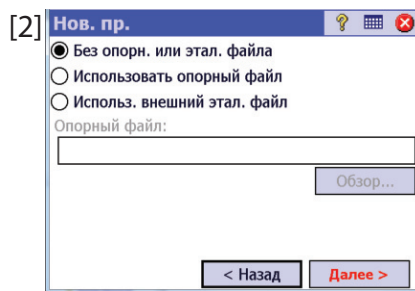 [2] Нов. пр.
Без опорн. или этал. файла
Использовать опорный файл
Использ. внешний этал. файл
Опорный файл:
Обзор...
< Назад Далее >